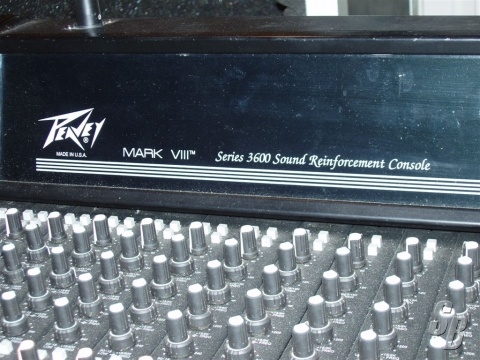 PEAVEY®
MADE IN U.S.A.
MARK VIII™
Series 3600 Sound Reinforcement Console